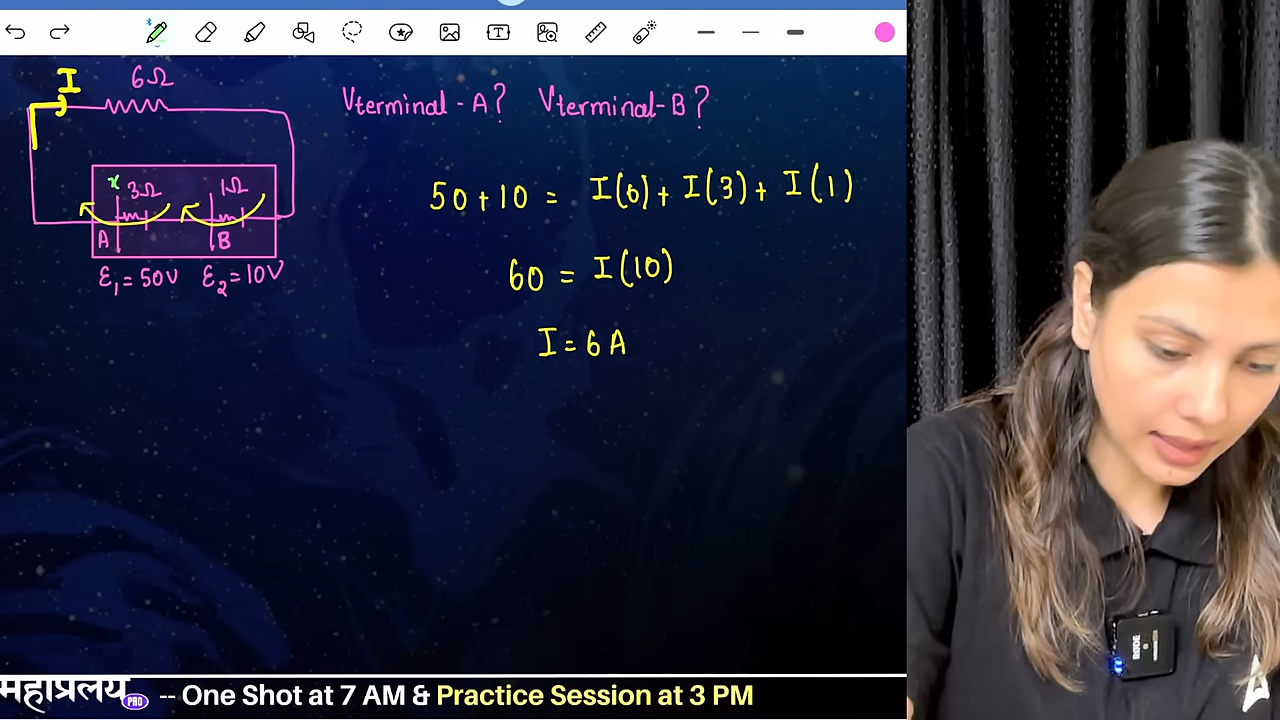 I
6Ω
Vterminal - A? Vterminal-B?
x
3Ω 1Ω
A B
ε₁ = 50V ε₂ = 10V
50 + 10 = I(6) + I(3) + I(1)
60 = I(10)
I = 6 A
RØDE
महाप्रलय PRO -- One Shot at 7 AM & Practice Session at 3 PM